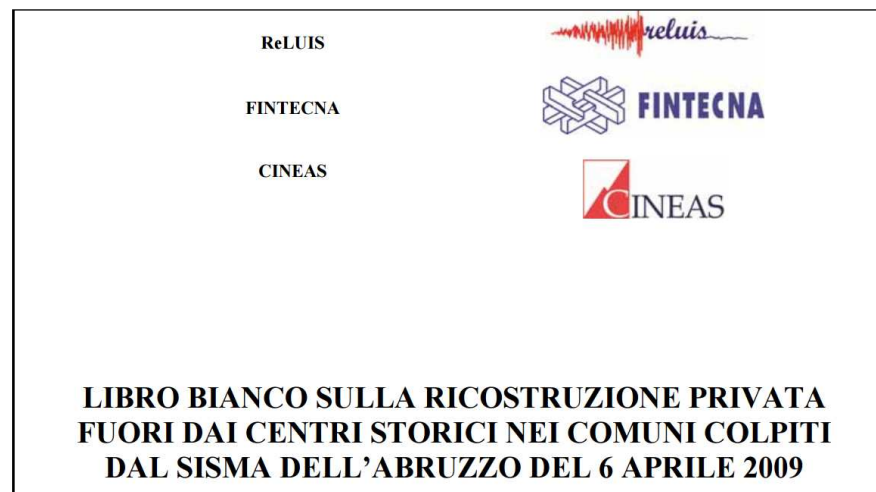 ReLUIS
reluis
FINTECNA
FINTECNA
CINEAS
CINEAS
LIBRO BIANCO SULLA RICOSTRUZIONE PRIVATA
FUORI DAI CENTRI STORICI NEI COMUNI COLPITI
DAL SISMA DELL’ABRUZZO DEL 6 APRILE 2009